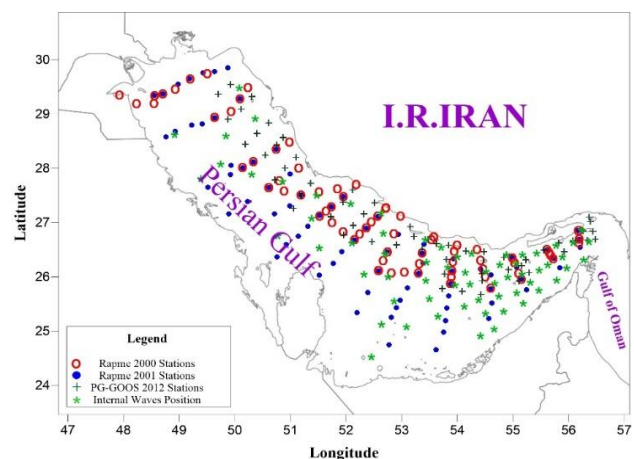 30
29
28
27
26
25
24
Latitude
I.R.IRAN
Persian Gulf
Gulf of Oman
Legend
Rapme 2000 Stations
Rapme 2001 Stations
PG-GOOS 2012 Stations
Internal Waves Position
47 48 49 50 51 52 53 54 55 56 57
Longitude